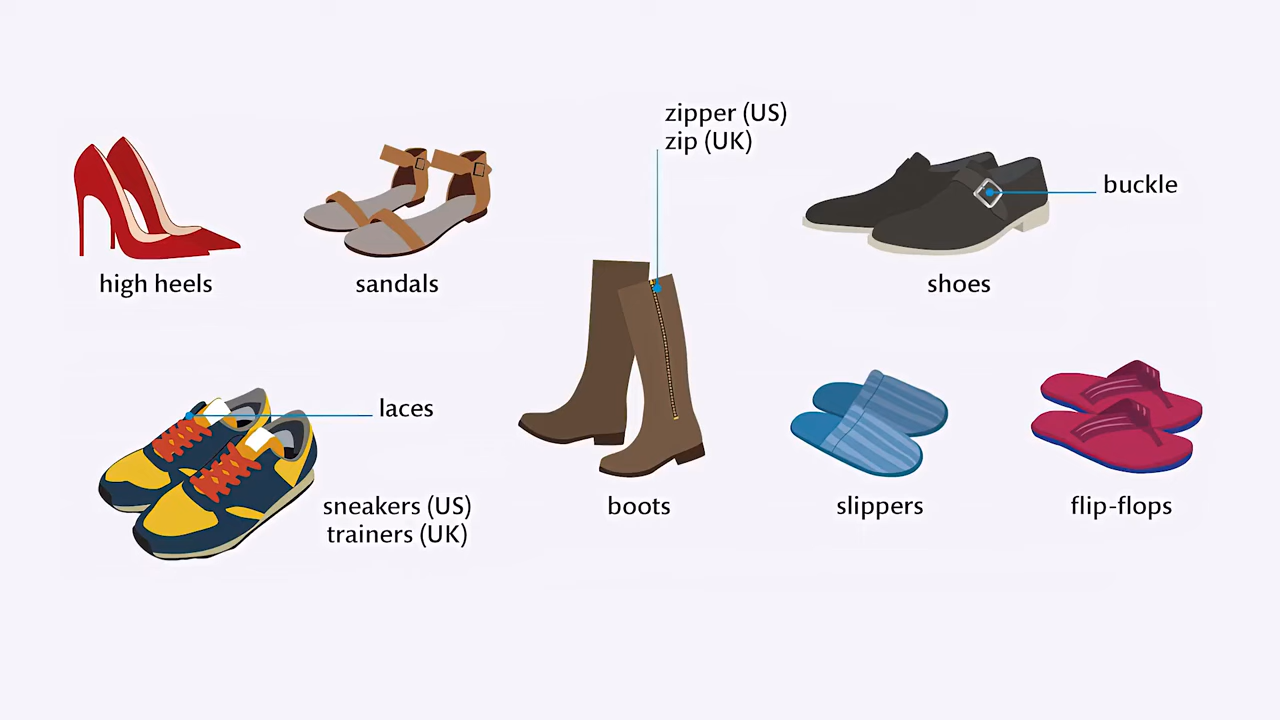 zipper (US)
zip (UK)
buckle
high heels
sandals
shoes
laces
sneakers (US)
trainers (UK)
boots
slippers
flip-flops